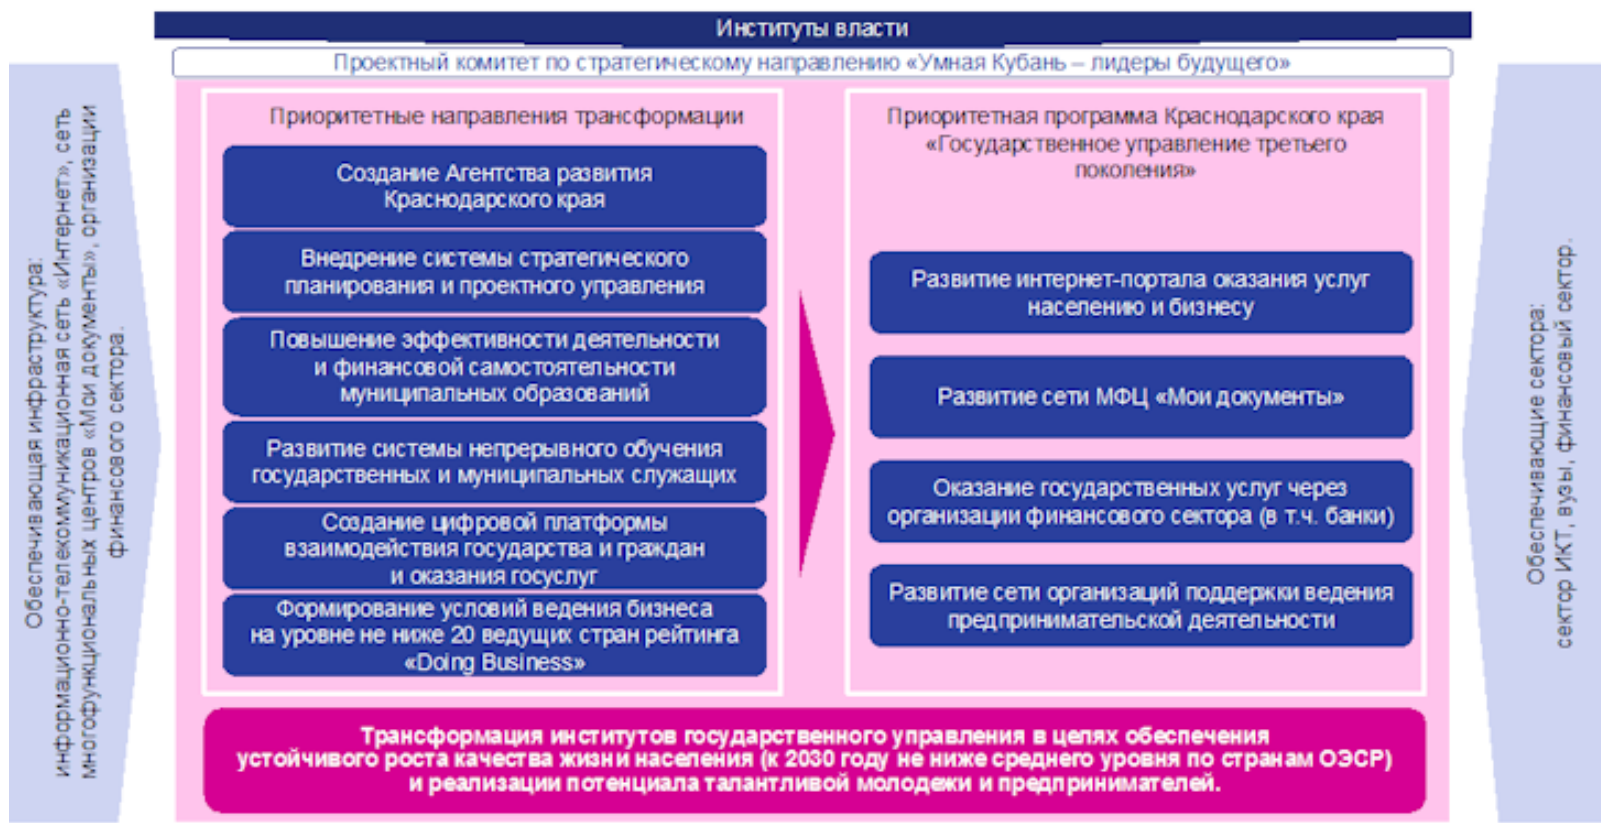 Институты власти
Проектный комитет по стратегическому направлению «Умная Кубань – лидеры будущего»
Обеспечивающая инфраструктура:
информационно-телекоммуникационная сеть «Интернет», сеть
многофункциональных центров «Мои документы», организации
финансового сектора.
Приоритетные направления трансформации
Создание Агентства развития
Краснодарского края
Внедрение системы стратегического
планирования и проектного управления
Повышение эффективности деятельности
и финансовой самостоятельности
муниципальных образований
Развитие системы непрерывного обучения
государственных и муниципальных служащих
Создание цифровой платформы
взаимодействия государства и граждан
и оказания госуслуг
Формирование условий ведения бизнеса
на уровне не ниже 20 ведущих стран рейтинга
«Doing Business»
Приоритетная программа Краснодарского края
«Государственное управление третьего
поколения»
Развитие интернет-портала оказания услуг
населению и бизнесу
Развитие сети МФЦ «Мои документы»
Оказание государственных услуг через
организации финансового сектора (в т.ч. банки)
Развитие сети организаций поддержки ведения
предпринимательской деятельности
Обеспечивающие сектора:
сектор ИКТ, вузы, финансовый сектор.
Трансформация институтов государственного управления в целях обеспечения
устойчивого роста качества жизни населения (к 2030 году не ниже среднего уровня по странам ОЭСР)
и реализации потенциала талантливой молодежи и предпринимателей.